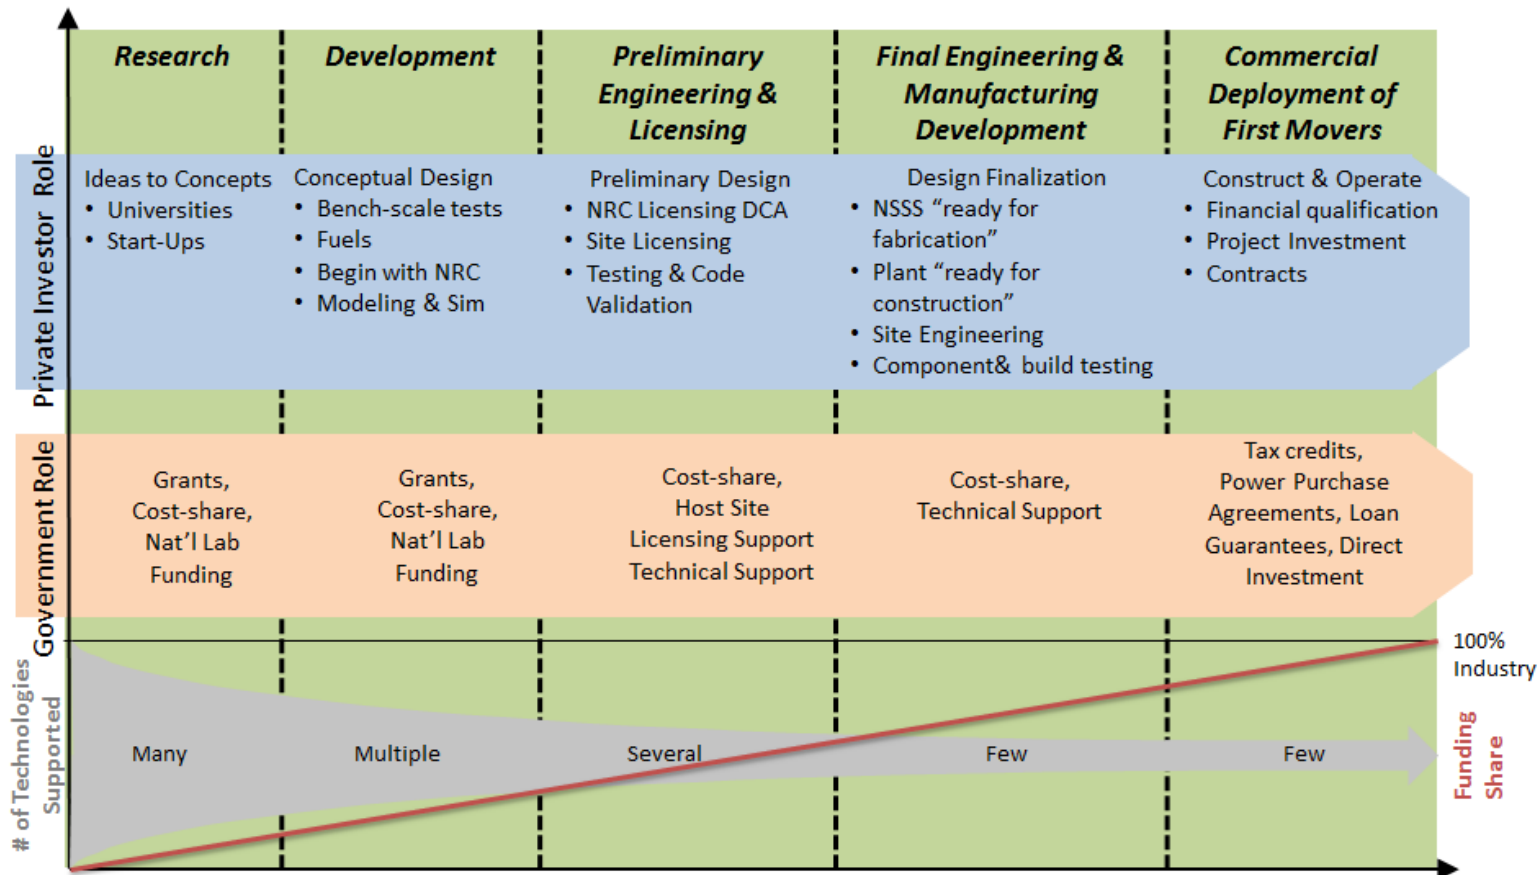 Research
Development
Preliminary
Engineering &
Licensing
Final Engineering &
Manufacturing
Development
Commercial
Deployment of
First Movers
Private Investor Role
Ideas to Concepts
• Universities
• Start-Ups
Conceptual Design
• Bench-scale tests
• Fuels
• Begin with NRC
• Modeling & Sim
Preliminary Design
• NRC Licensing DCA
• Site Licensing
• Testing & Code
Validation
Design Finalization
• NSSS “ready for
fabrication”
• Plant “ready for
construction”
• Site Engineering
• Component& build testing
Construct & Operate
• Financial qualification
• Project Investment
• Contracts
Government Role
Grants,
Cost-share,
Nat’l Lab
Funding
Grants,
Cost-share,
Nat’l Lab
Funding
Cost-share,
Host Site
Licensing Support
Technical Support
Cost-share,
Technical Support
Tax credits,
Power Purchase
Agreements, Loan
Guarantees, Direct
Investment
# of Technologies
Supported
Many
Multiple
Several
Few
Few
100%
Industry
Funding
Share